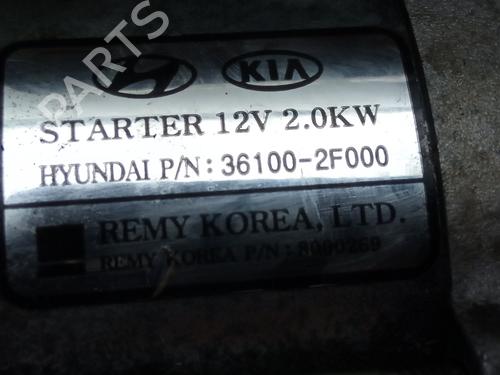 PARTS
KIA
STARTER 12V 2.0KW
HYUNDAI P/N: 36100-2F000
REMY KOREA, LTD.
REMY KOREA P/N: 8000269